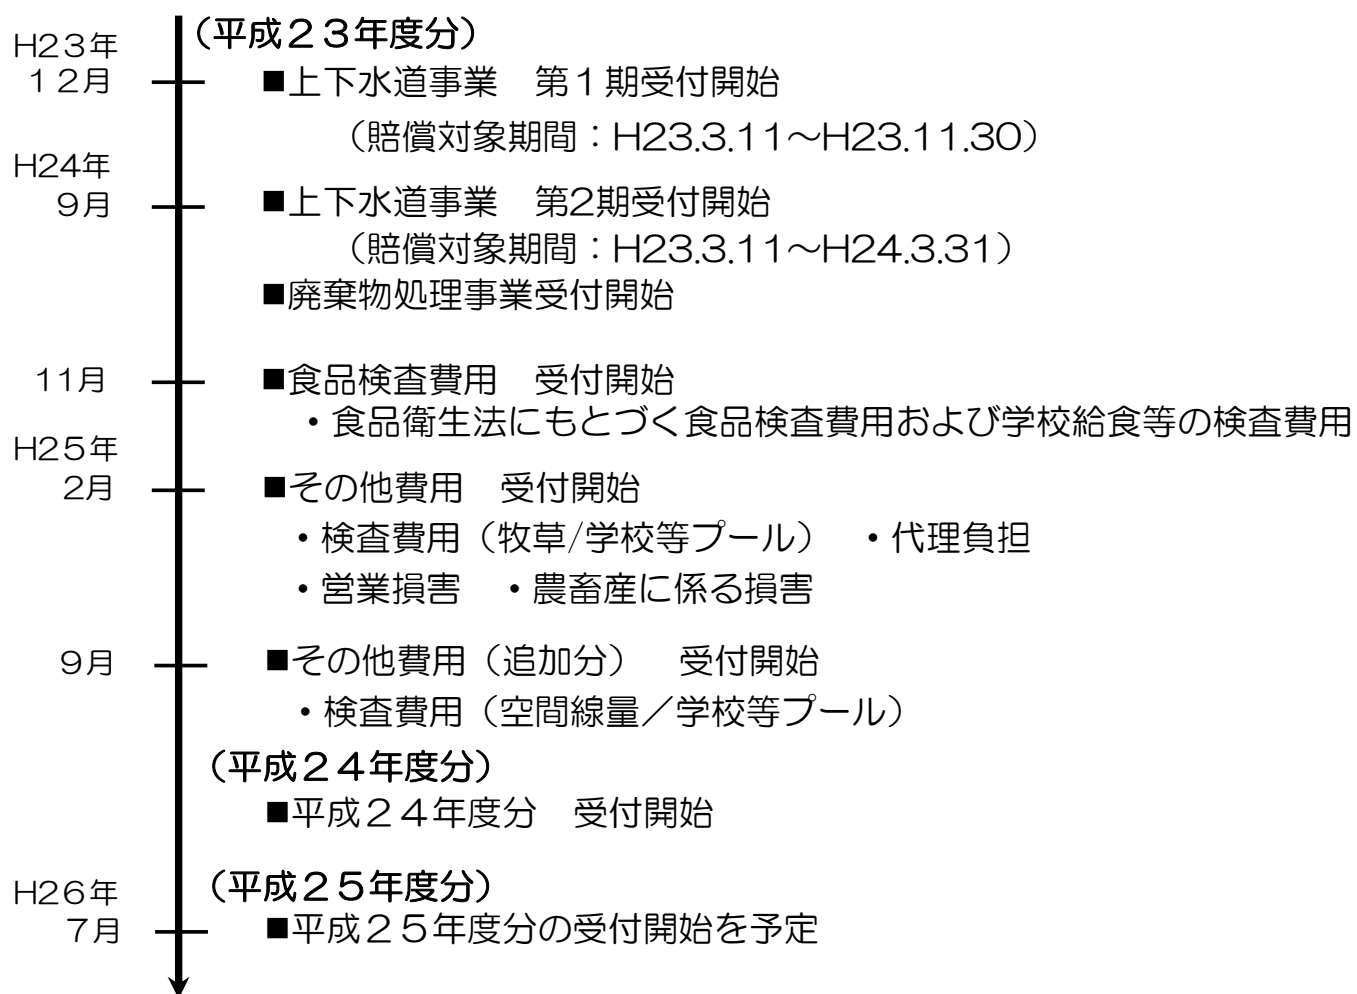 （平成２３年度分）
H23年
１２月
■上下水道事業　第１期受付開始
（賠償対象期間：H23.3.11～H23.11.30）
H24年
9月
■上下水道事業　第2期受付開始
（賠償対象期間：H23.3.11～H24.3.31）
■廃棄物処理事業受付開始
11月
■食品検査費用　受付開始
・食品衛生法にもとづく食品検査費用および学校給食等の検査費用
H25年
2月
■その他費用　受付開始
・検査費用（牧草/学校等プール）　・代理負担
・営業損害　・農畜産に係る損害
9月
■その他費用（追加分）　受付開始
・検査費用（空間線量／学校等プール）
（平成２４年度分）
■平成２４年度分　受付開始
（平成２５年度分）
H26年
7月
■平成２５年度分の受付開始を予定